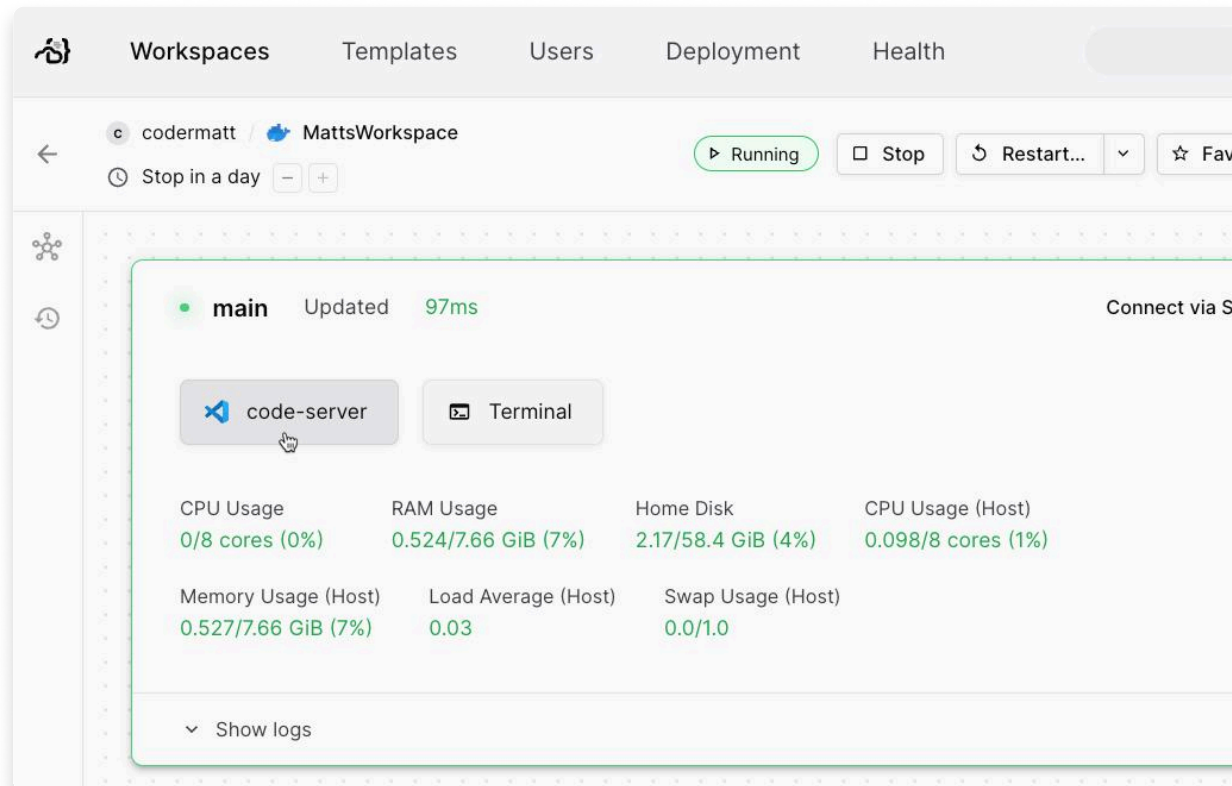 Workspaces Templates Users Deployment Health
c codermatt / MattsWorkspace
Running Stop Restart...
Stop in a day − +
main Updated 97ms Connect via
code-server Terminal
CPU Usage RAM Usage Home Disk CPU Usage (Host)
0/8 cores (0%) 0.524/7.66 GiB (7%) 2.17/58.4 GiB (4%) 0.098/8 cores (1%)
Memory Usage (Host) Load Average (Host) Swap Usage (Host)
0.527/7.66 GiB (7%) 0.03 0.0/1.0
Show logs